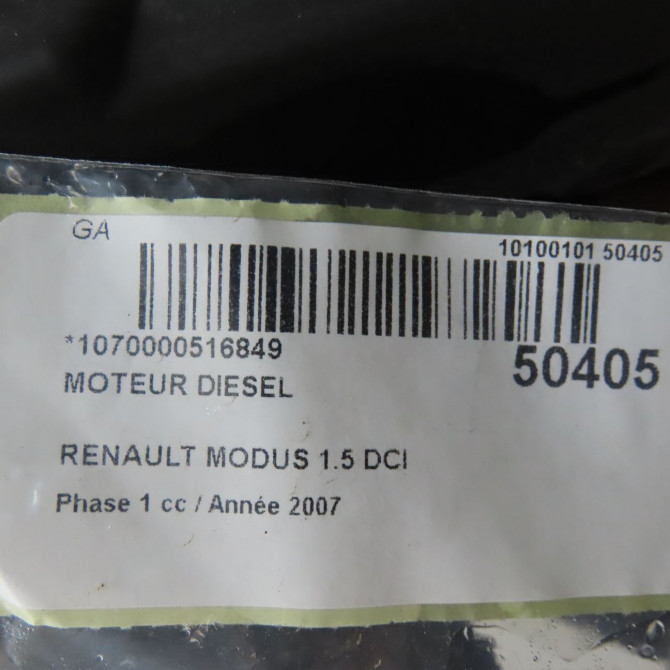 GA
10100101 50405
*1070000516849
50405
MOTEUR DIESEL
RENAULT MODUS 1.5 DCI
Phase 1 cc / Année 2007